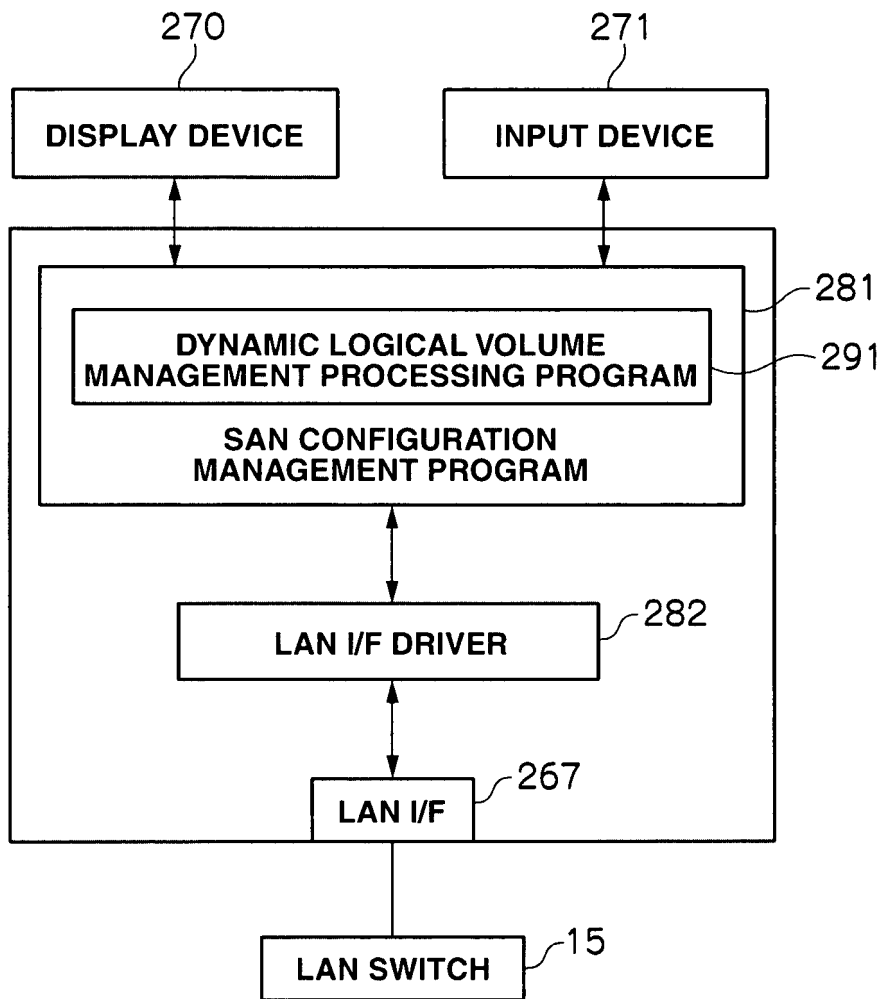 270
271
DISPLAY DEVICE
INPUT DEVICE
281
DYNAMIC LOGICAL VOLUME
MANAGEMENT PROCESSING PROGRAM
291
SAN CONFIGURATION
MANAGEMENT PROGRAM
282
LAN I/F DRIVER
267
LAN I/F
15
LAN SWITCH